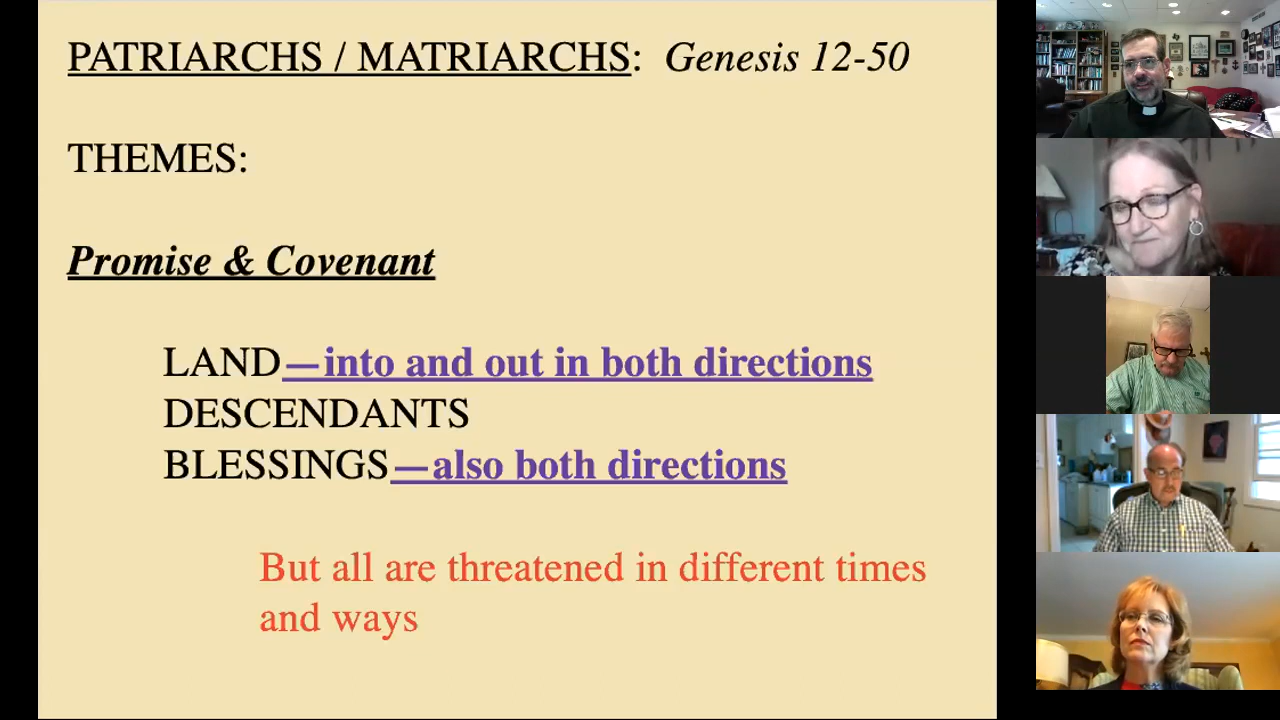 PATRIARCHS / MATRIARCHS: Genesis 12-50
THEMES:
Promise & Covenant
LAND—into and out in both directions
DESCENDANTS
BLESSINGS—also both directions
But all are threatened in different times
and ways